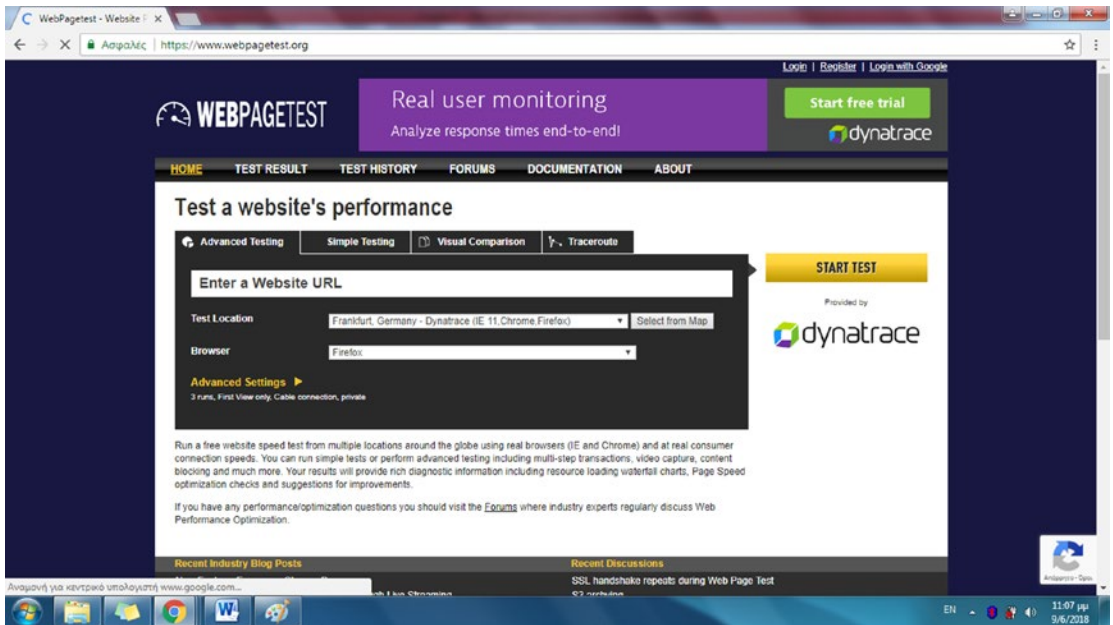 WebPagetest - Website F
Ασφαλές | https://www.webpagetest.org
Login | Register | Login with Google
WEBPAGETEST
Real user monitoring
Analyze response times end-to-end!
Start free trial
dynatrace
HOME TEST RESULT TEST HISTORY FORUMS DOCUMENTATION ABOUT
Test a website's performance
Advanced Testing Simple Testing Visual Comparison Traceroute
START TEST
Enter a Website URL
Provided by
dynatrace
Test Location Frankfurt, Germany - Dynatrace (IE 11,Chrome,Firefox) Select from Map
Browser Firefox
Advanced Settings
3 runs, First View only, Cable connection, private
Run a free website speed test from multiple locations around the globe using real browsers (IE and Chrome) and at real consumer
connection speeds. You can run simple tests or perform advanced testing including multi-step transactions, video capture, content
blocking and much more. Your results will provide rich diagnostic information including resource loading waterfall charts, Page Speed
optimization checks and suggestions for improvements.
If you have any performance/optimization questions you should visit the Forums where industry experts regularly discuss Web
Performance Optimization.
Recent Industry Blog Posts Recent Discussions
SSL handshake repeats during Web Page Test
Αναμονή για κεντρικό υπολογιστή www.google.com...
Live Streaming
S3 archiving
EN 11:07 μμ
9/6/2018